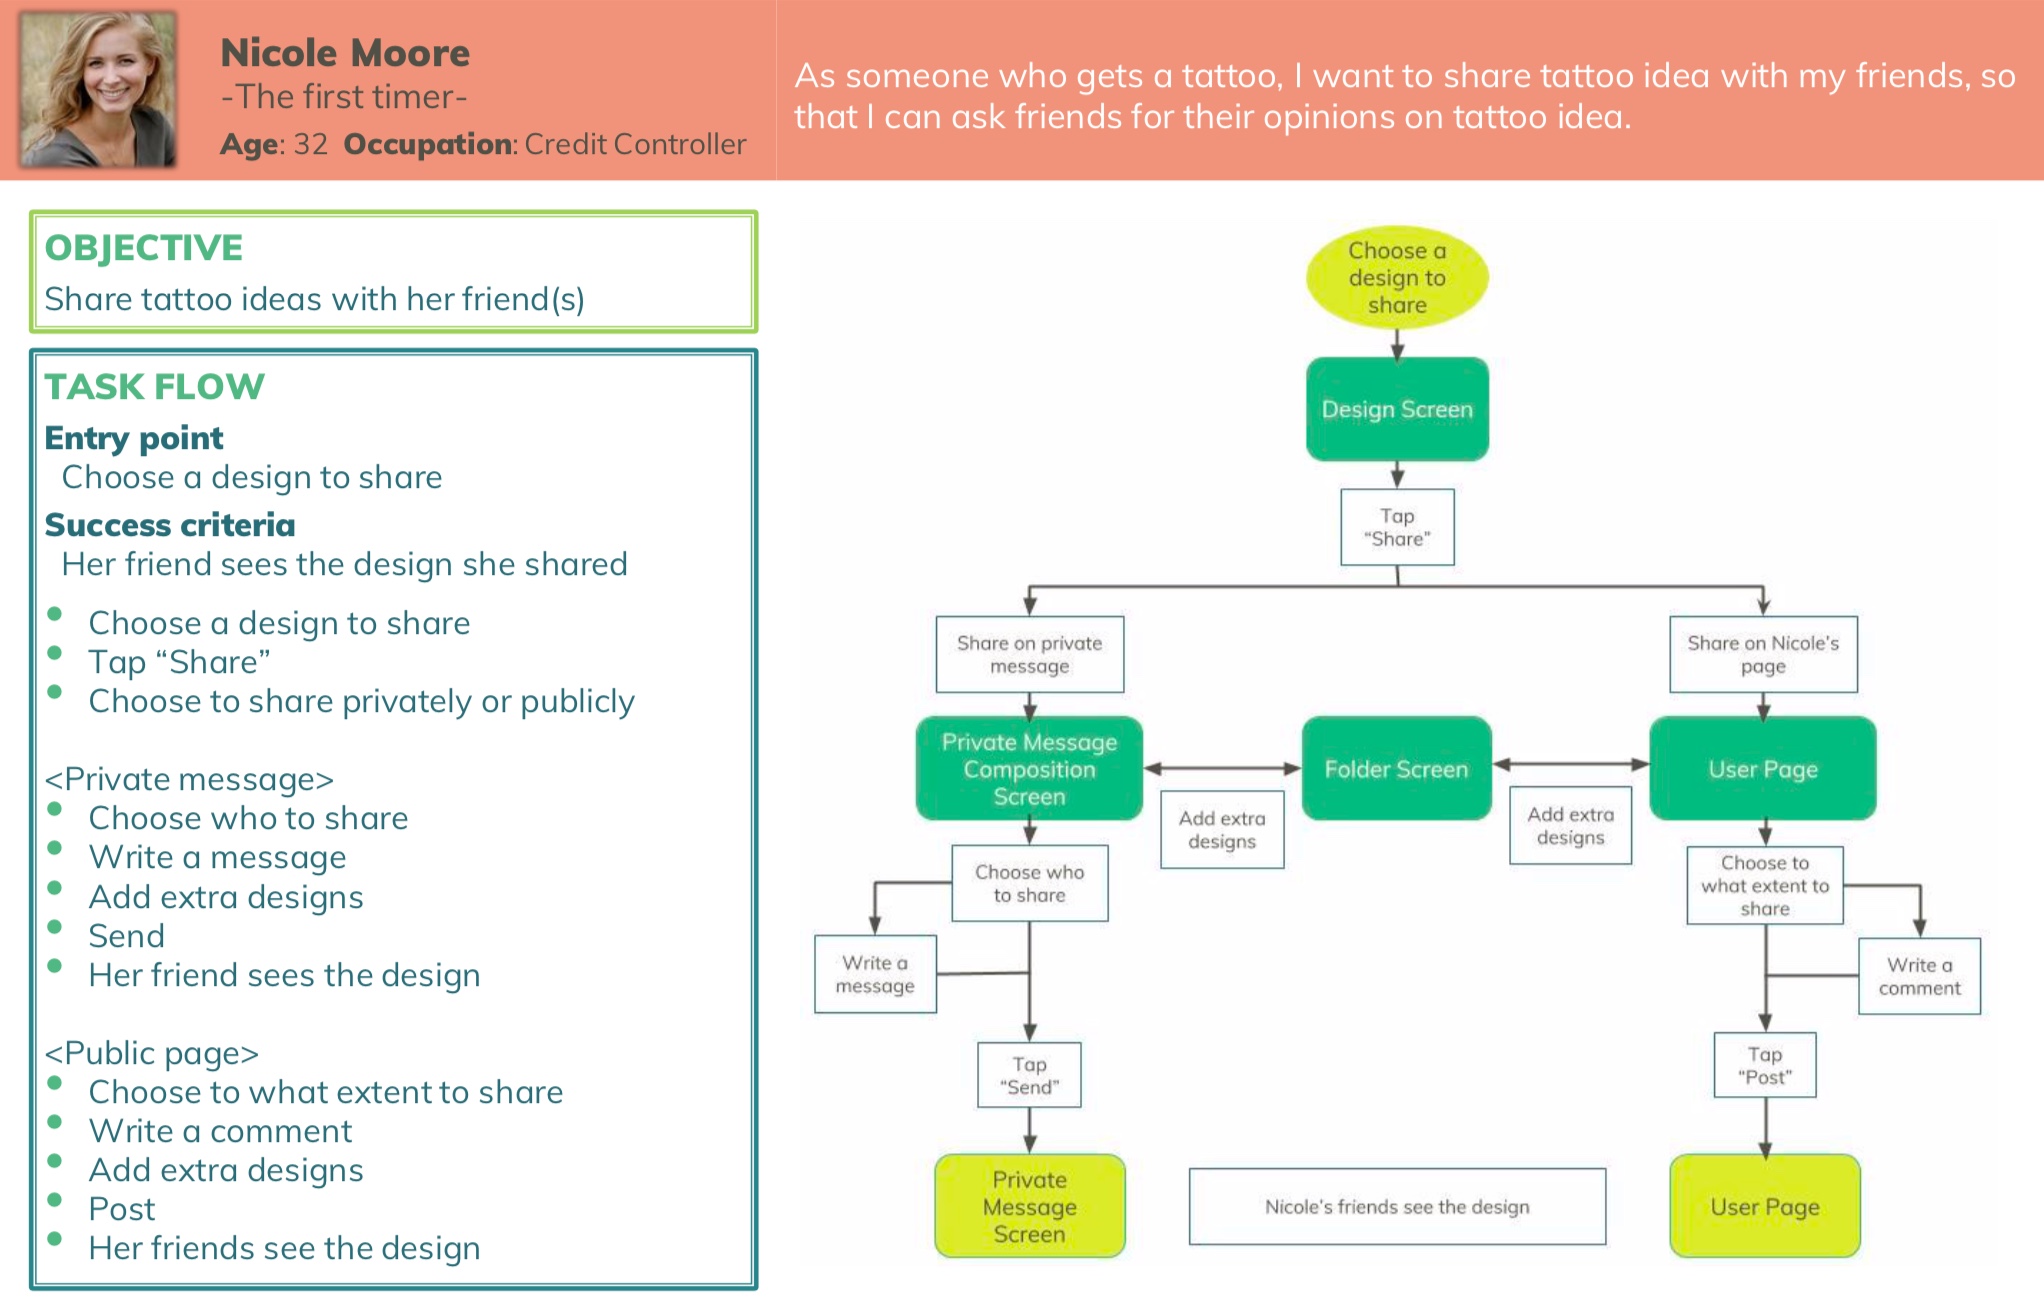 Nicole Moore
-The first timer-
Age: 32 Occupation: Credit Controller
As someone who gets a tattoo, I want to share tattoo idea with my friends, so
that I can ask friends for their opinions on tattoo idea.
OBJECTIVE
Share tattoo ideas with her friend(s)
TASK FLOW
Entry point
Choose a design to share
Success criteria
Her friend sees the design she shared
• Choose a design to share
• Tap “Share”
• Choose to share privately or publicly
<Private message>
• Choose who to share
• Write a message
• Add extra designs
• Send
• Her friend sees the design
<Public page>
• Choose to what extent to share
• Write a comment
• Add extra designs
• Post
• Her friends see the design
Choose a
design to
share
Design Screen
Tap
“Share”
Share on private
message
Share on Nicole’s
page
Private Message
Composition
Screen
Folder Screen
User Page
Add extra
designs
Add extra
designs
Choose who
to share
Choose to
what extent to
share
Write a
message
Write a
comment
Tap
“Send”
Tap
“Post”
Private
Message
Screen
Nicole’s friends see the design
User Page